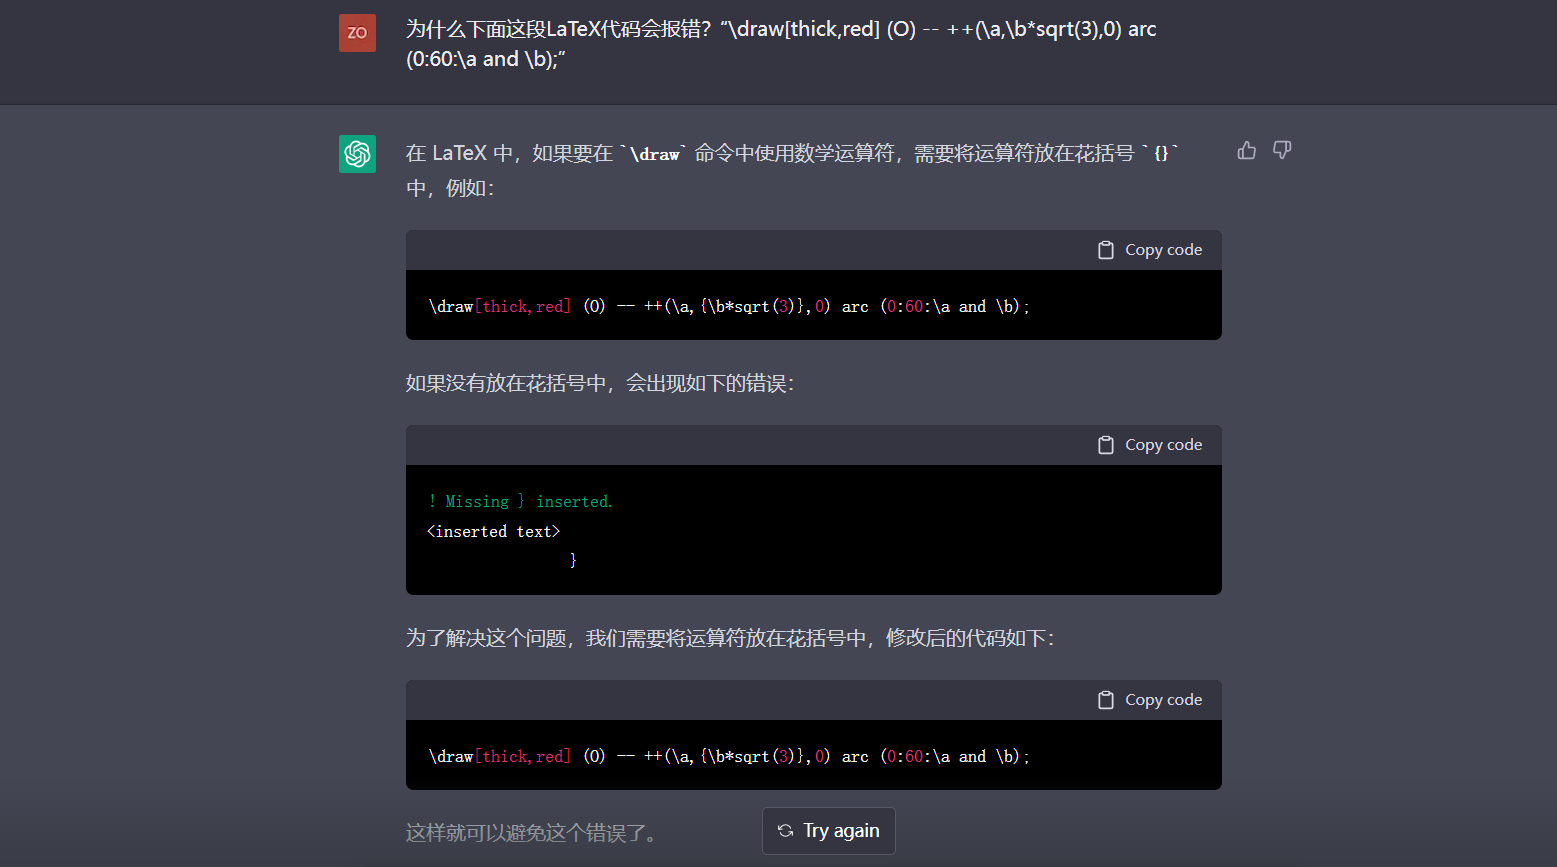 ZO
为什么下面这段LaTeX代码会报错？“\draw[thick,red] (O) -- ++(\a,\b*sqrt(3),0) arc
(0:60:\a and \b);”
在 LaTeX 中，如果要在 `\draw` 命令中使用数学运算符，需要将运算符放在花括号 `{}`
中，例如：
Copy code
\draw[thick,red] (O) -- ++(\a,{\b*sqrt(3)},0) arc (0:60:\a and \b);
如果没有放在花括号中，会出现如下的错误：
Copy code
! Missing } inserted.
<inserted text>
}
为了解决这个问题，我们需要将运算符放在花括号中，修改后的代码如下：
Copy code
\draw[thick,red] (O) -- ++(\a,{\b*sqrt(3)},0) arc (0:60:\a and \b);
这样就可以避免这个错误了。
Try again